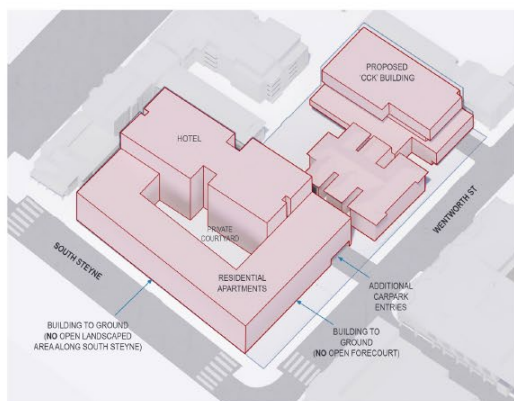 PROPOSED
'CCK' BUILDING
HOTEL
PRIVATE
COURTYARD
WENTWORTH ST
SOUTH STEYNE
RESIDENTIAL
APARTMENTS
ADDITIONAL
CARPARK
ENTRIES
BUILDING TO GROUND
(NO OPEN LANDSCAPED
AREA ALONG SOUTH STEYNE)
BUILDING TO
GROUND
(NO OPEN FORECOURT)